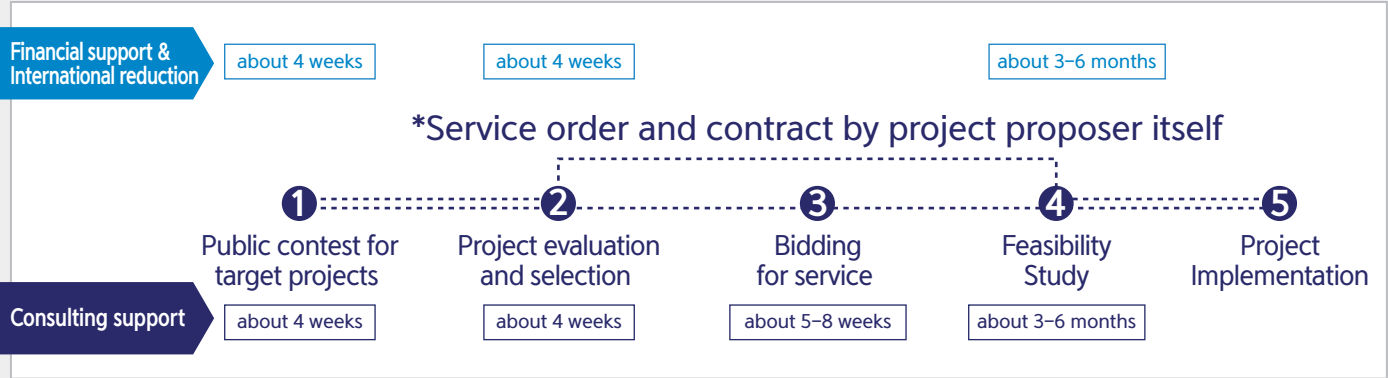 Financial support &
International reduction
about 4 weeks
about 4 weeks
about 3-6 months
*Service order and contract by project proposer itself
1
2
3
4
5
Public contest for
target projects
Project evaluation
and selection
Bidding
for service
Feasibility
Study
Project
Implementation
Consulting support
about 4 weeks
about 4 weeks
about 5-8 weeks
about 3-6 months